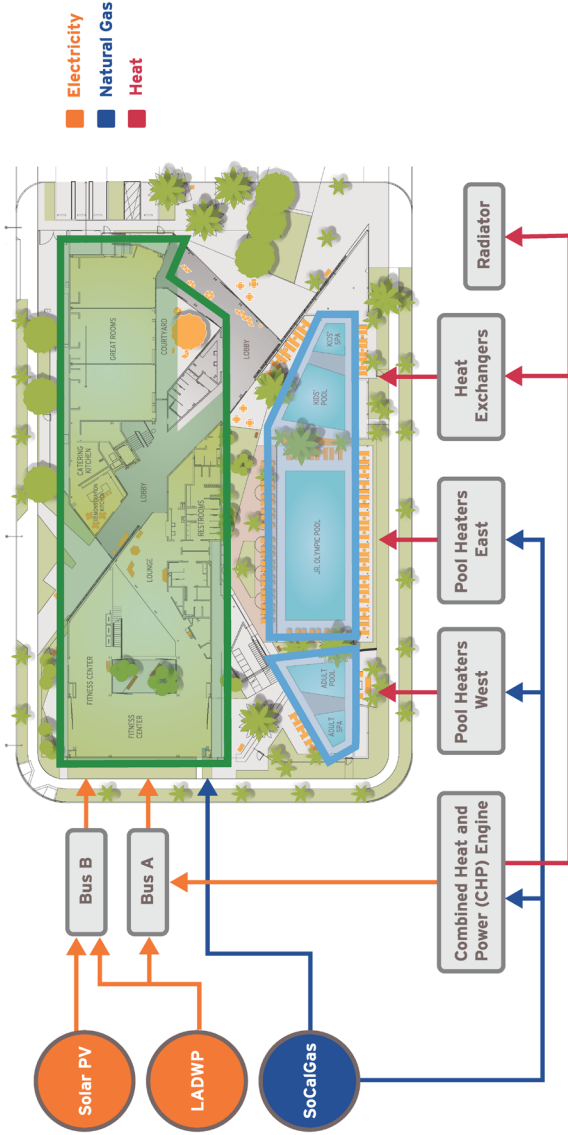 Electricity
Natural Gas
Heat
Solar PV
LADWP
SoCalGas
Bus B
Bus A
FITNESS CENTER
FITNESS
CENTER
LOUNGE
LOBBY
CATERING
KITCHEN
DEMONSTRATION
KITCHEN
RESTROOMS
GREAT ROOMS
COURTYARD
LOBBY
ADULT
SPA
ADULT
POOL
JR. OLYMPIC POOL
KIDS'
POOL
KIDS'
SPA
Combined Heat and
Power (CHP) Engine
Pool Heaters
West
Pool Heaters
East
Heat
Exchangers
Radiator